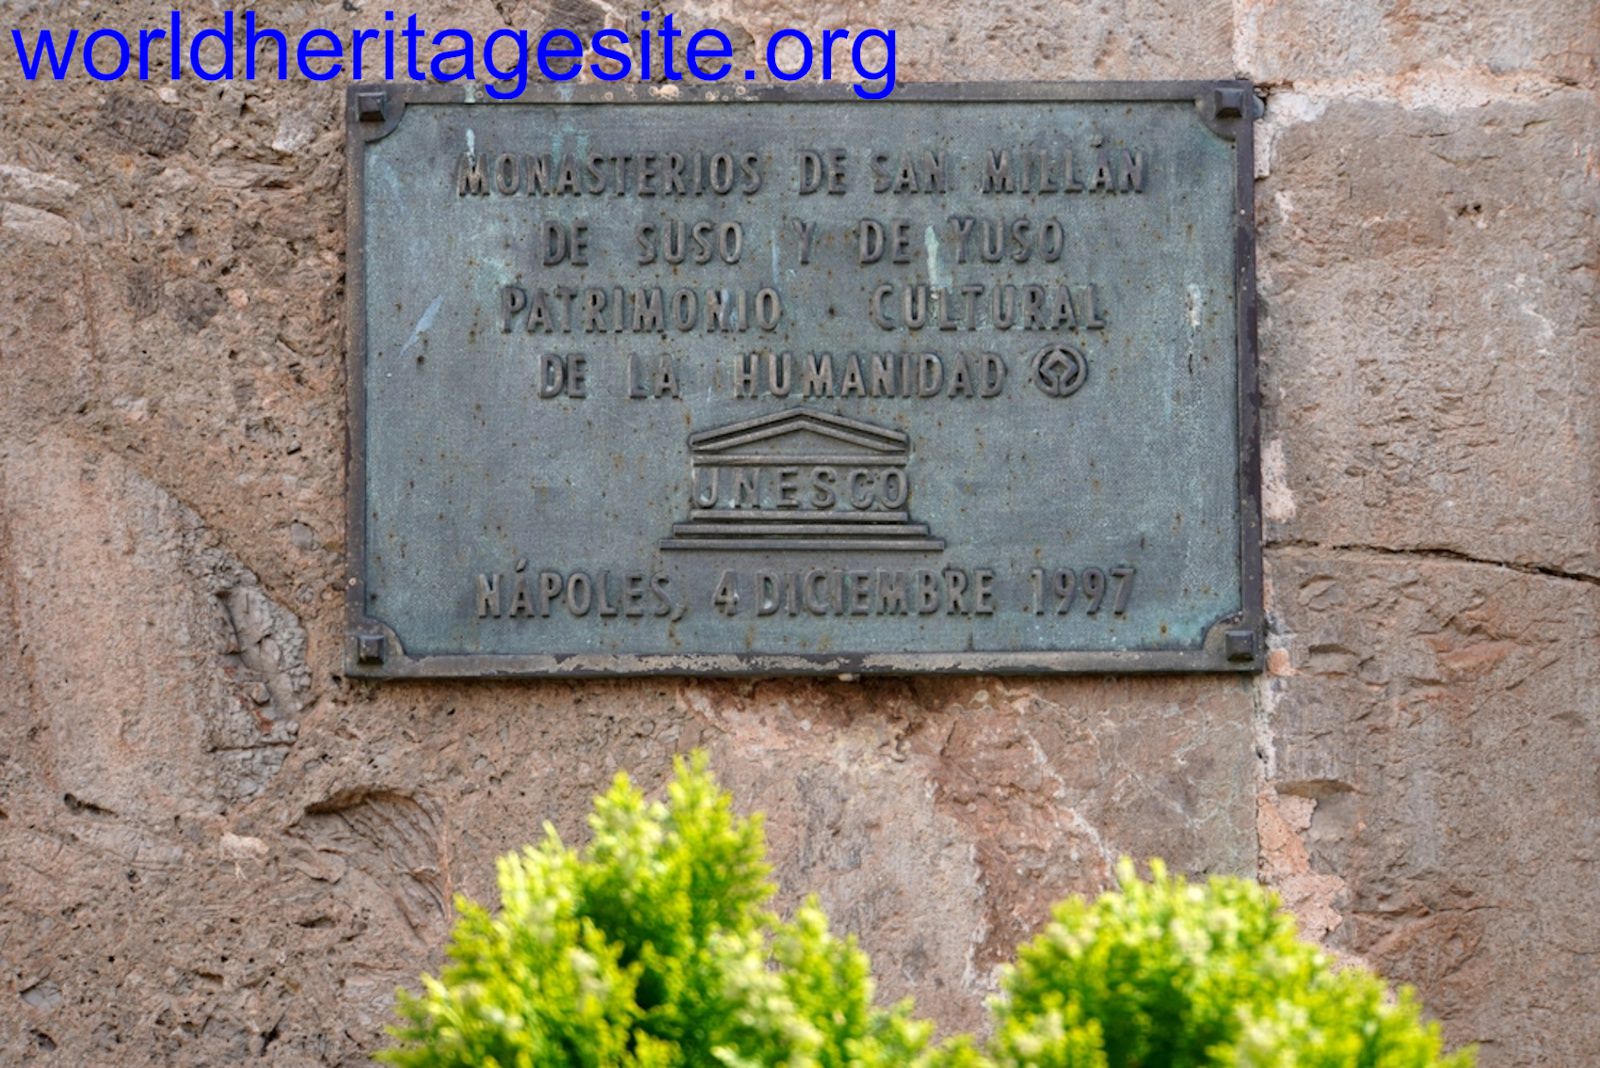 worldheritagesite.org
MONASTERIOS DE SAN MILLÁN
DE SUSO Y DE YUSO
PATRIMONIO CULTURAL
DE LA HUMANIDAD
UNESCO
NÁPOLES, 4 DICIEMBRE 1997